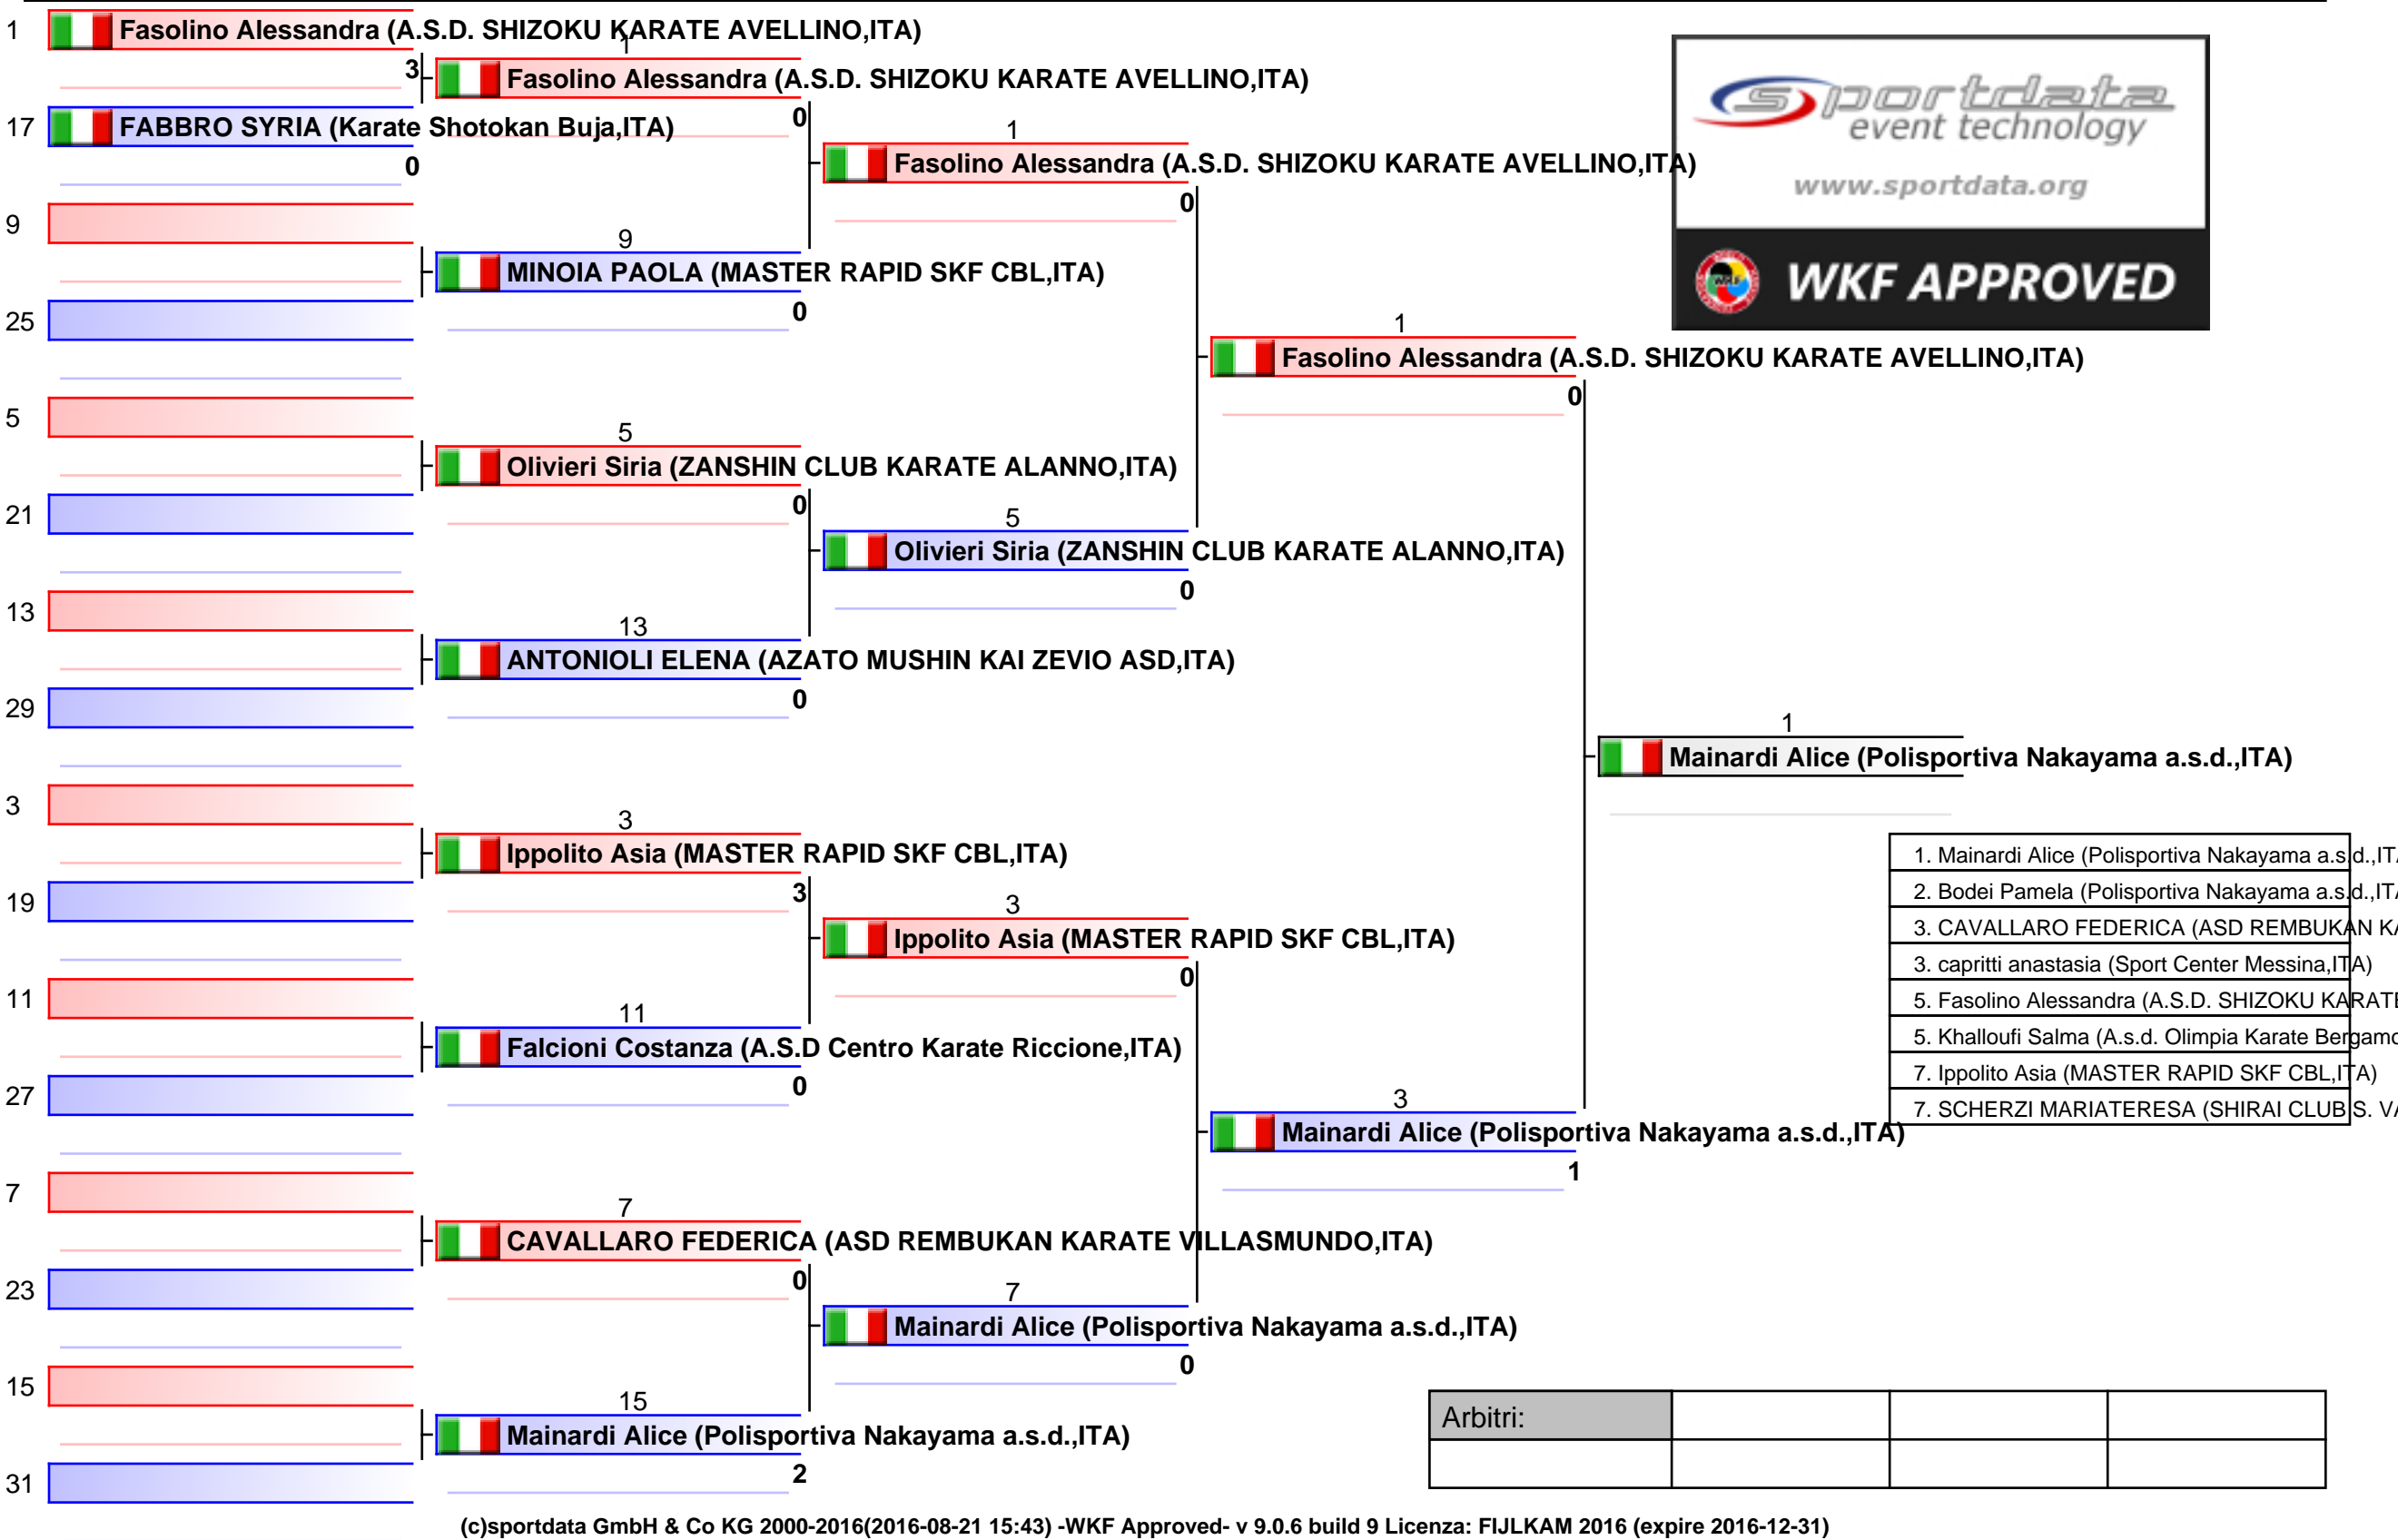 1 Fasolino Alessandra (A.S.D. SHIZOKU KARATE AVELLINO,ITA)
3
17 FABBRO SYRIA (Karate Shotokan Buja,ITA)
0
9
25
5
21
13
29
3
19
11
27
7
23
15
31
1
Fasolino Alessandra (A.S.D. SHIZOKU KARATE AVELLINO,ITA)
0
9
MINOIA PAOLA (MASTER RAPID SKF CBL,ITA)
0
5
Olivieri Siria (ZANSHIN CLUB KARATE ALANNO,ITA)
0
13
ANTONIOLI ELENA (AZATO MUSHIN KAI ZEVIO ASD,ITA)
0
3
Ippolito Asia (MASTER RAPID SKF CBL,ITA)
3
11
Falcioni Costanza (A.S.D Centro Karate Riccione,ITA)
0
7
CAVALLARO FEDERICA (ASD REMBUKAN KARATE VILLASMUNDO,ITA)
0
15
Mainardi Alice (Polisportiva Nakayama a.s.d.,ITA)
2
1
Fasolino Alessandra (A.S.D. SHIZOKU KARATE AVELLINO,ITA)
0
5
Olivieri Siria (ZANSHIN CLUB KARATE ALANNO,ITA)
0
3
Ippolito Asia (MASTER RAPID SKF CBL,ITA)
0
7
Mainardi Alice (Polisportiva Nakayama a.s.d.,ITA)
0
1
Fasolino Alessandra (A.S.D. SHIZOKU KARATE AVELLINO,ITA)
0
3
Mainardi Alice (Polisportiva Nakayama a.s.d.,ITA)
1
1
Mainardi Alice (Polisportiva Nakayama a.s.d.,ITA)
sportdata
event technology
www.sportdata.org
WKF
WKF APPROVED
1. Mainardi Alice (Polisportiva Nakayama a.s.d.,ITA
2. Bodei Pamela (Polisportiva Nakayama a.s.d.,ITA
3. CAVALLARO FEDERICA (ASD REMBUKAN KA
3. capritti anastasia (Sport Center Messina,ITA)
5. Fasolino Alessandra (A.S.D. SHIZOKU KARATE
5. Khalloufi Salma (A.s.d. Olimpia Karate Bergamo
7. Ippolito Asia (MASTER RAPID SKF CBL,ITA)
7. SCHERZI MARIATERESA (SHIRAI CLUB S. VA
Arbitri:
(c)sportdata GmbH & Co KG 2000-2016(2016-08-21 15:43) -WKF Approved- v 9.0.6 build 9 Licenza: FIJLKAM 2016 (expire 2016-12-31)